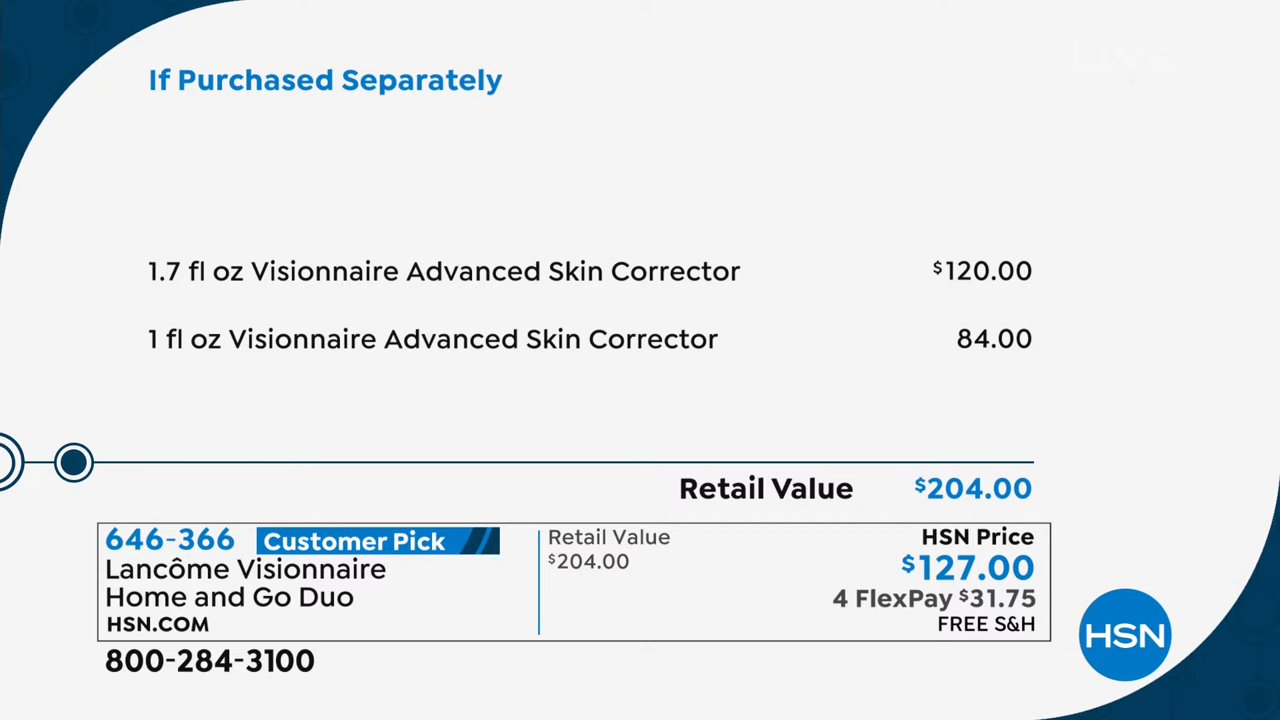 LIVE
If Purchased Separately
1.7 fl oz Visionnaire Advanced Skin Corrector $120.00
1 fl oz Visionnaire Advanced Skin Corrector 84.00
Retail Value $204.00
646-366 Customer Pick
Lancôme Visionnaire
Home and Go Duo
HSN.COM
Retail Value
$204.00
HSN Price
$127.00
4 FlexPay $31.75
FREE S&H
800-284-3100
HSN